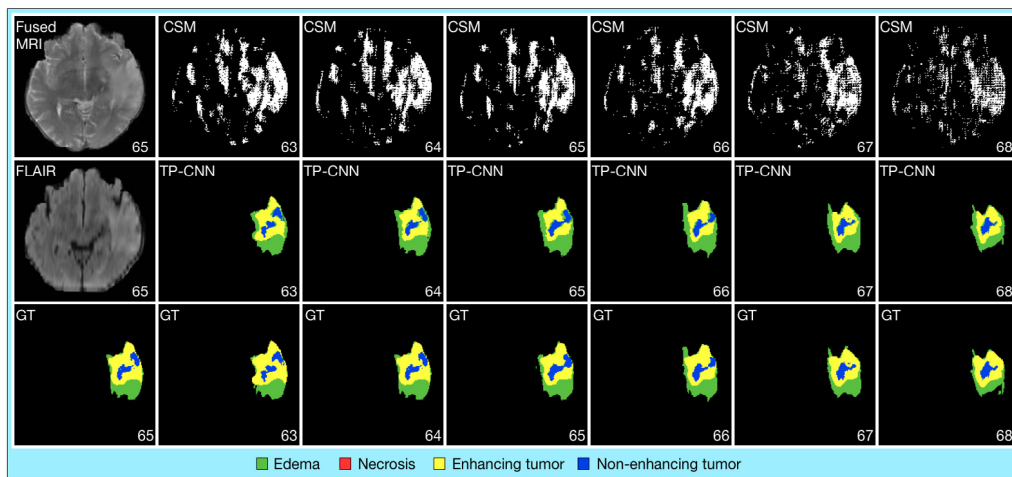 Fused MRI
65
CSM
63
CSM
64
CSM
65
CSM
66
CSM
67
CSM
68
FLAIR
65
TP-CNN
63
TP-CNN
64
TP-CNN
65
TP-CNN
66
TP-CNN
67
TP-CNN
68
GT
65
GT
63
GT
64
GT
65
GT
66
GT
67
GT
68
Edema Necrosis Enhancing tumor Non-enhancing tumor